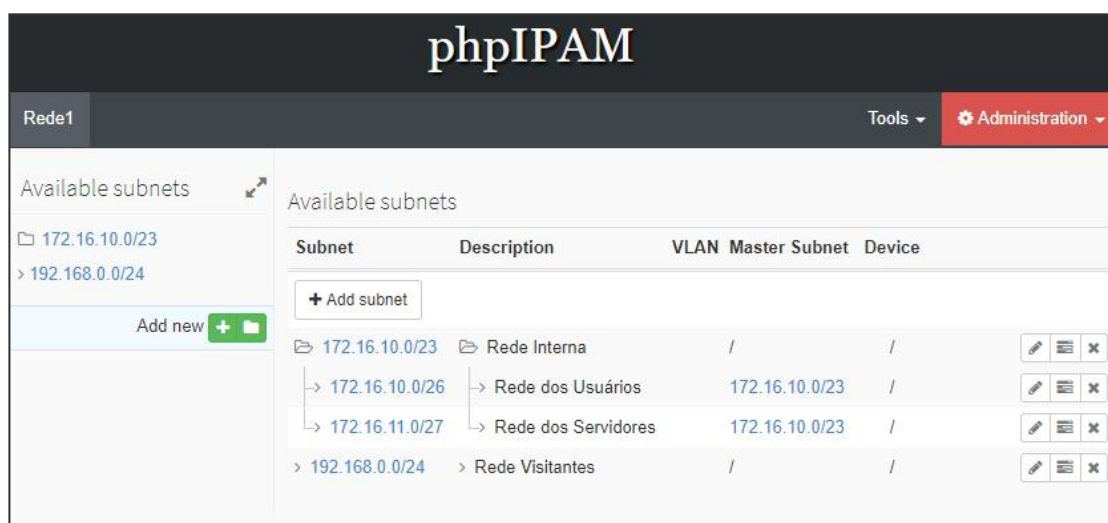 phpIPAM
Rede1
Tools
Administration
Available subnets
172.16.10.0/23
192.168.0.0/24
Add new
Available subnets
Subnet Description VLAN Master Subnet Device
Add subnet
172.16.10.0/23 Rede Interna / /
172.16.10.0/26 Rede dos Usuários 172.16.10.0/23 /
172.16.11.0/27 Rede dos Servidores 172.16.10.0/23 /
192.168.0.0/24 Rede Visitantes / /